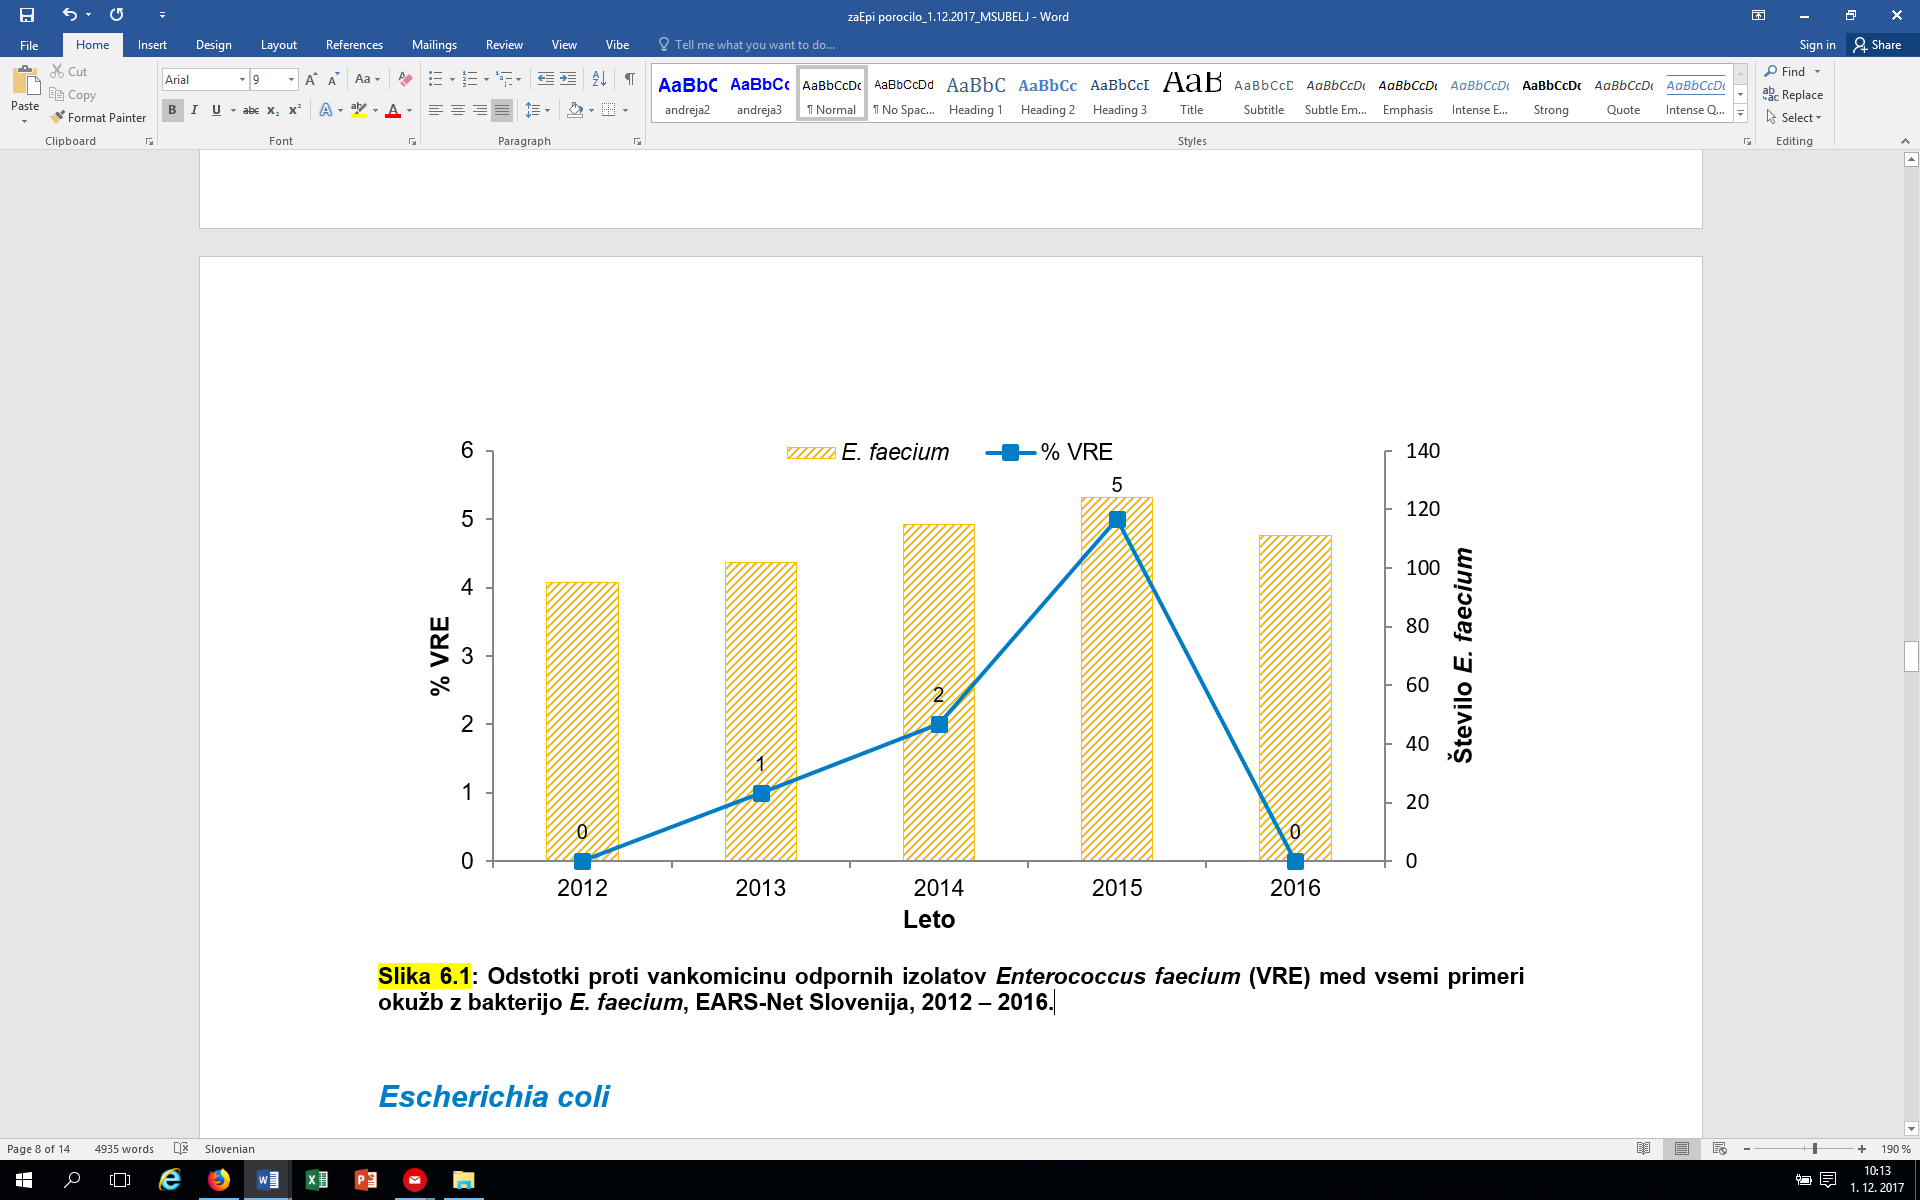 zaEpi porocilo_1.12.2017_MSUBELJ - Word
File Home Insert Design Layout References Mailings Review View Vibe Tell me what you want to do... Sign in Share
Paste Cut Copy Format Painter
Arial 9
AaBbC AaBbCc AaBbCcDc AaBbCcDd AaBbC AaBbCc AaBbCcI AaB AaBbCcD AaBbCcDc AaBbCcDc AaBbCcDc AaBbCcDc AaBbCcDc AaBbCcDc
andreja2 andreja3 ¶ Normal ¶ No Spac... Heading 1 Heading 2 Heading 3 Title Subtitle Subtle Em... Emphasis Intense E... Strong Quote Intense Q...
Find Replace Select
Clipboard Font Paragraph Styles Editing
E. faecium % VRE
6 5 4 3 2 1 0
% VRE
140 120 100 80 60 40 20 0
Število E. faecium
0 1 2 5 0
2012 2013 2014 2015 2016
Leto
Slika 6.1: Odstotki proti vankomicinu odpornih izolatov Enterococcus faecium (VRE) med vsemi primeri
okužb z bakterijo E. faecium, EARS-Net Slovenija, 2012 – 2016.
Escherichia coli
Page 8 of 14 4935 words Slovenian 190 %
10:13
1. 12. 2017